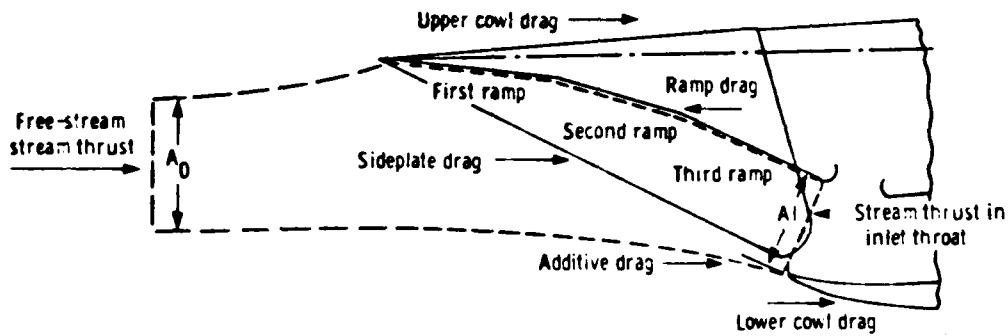 Upper cowl drag
First ramp
Ramp drag
Free-stream
stream thrust
A0
Second ramp
Sideplate drag
Third ramp
A1
Stream thrust in
inlet throat
Additive drag
Lower cowl drag